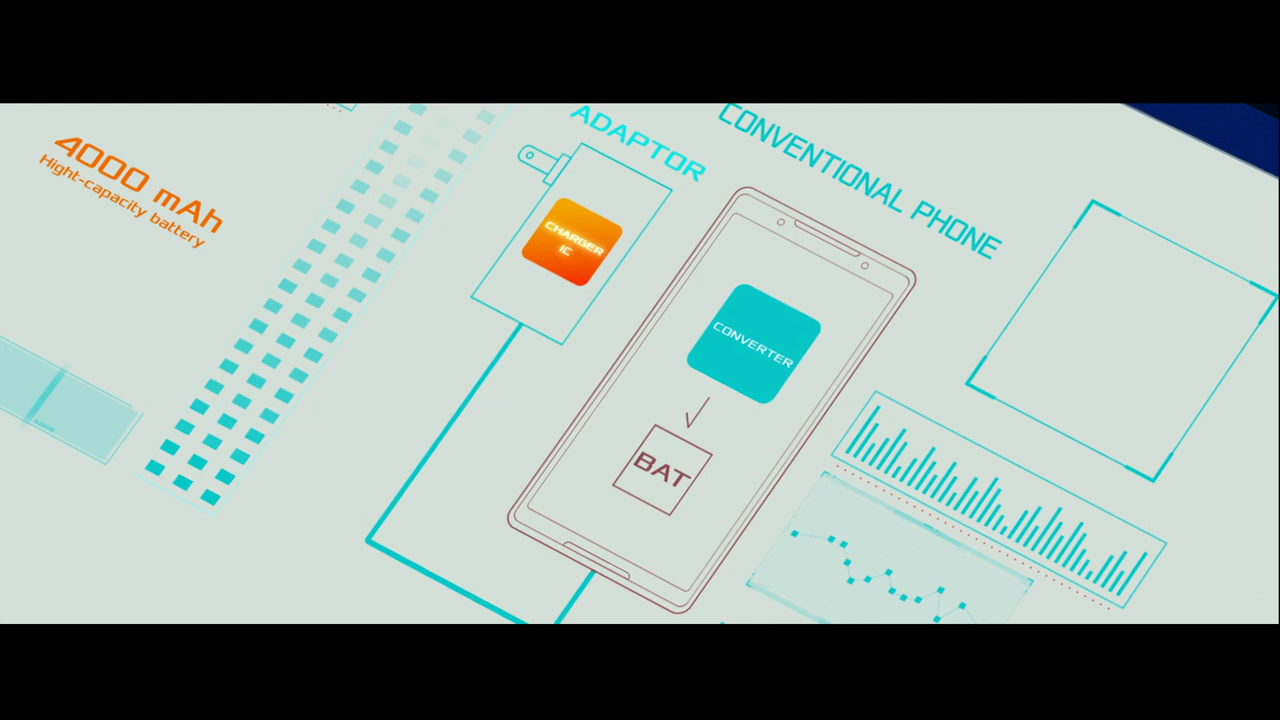 4000 mAh
Hight-capacity battery
ADAPTOR
CHARGER
IC
CONVENTIONAL PHONE
CONVERTER
BAT